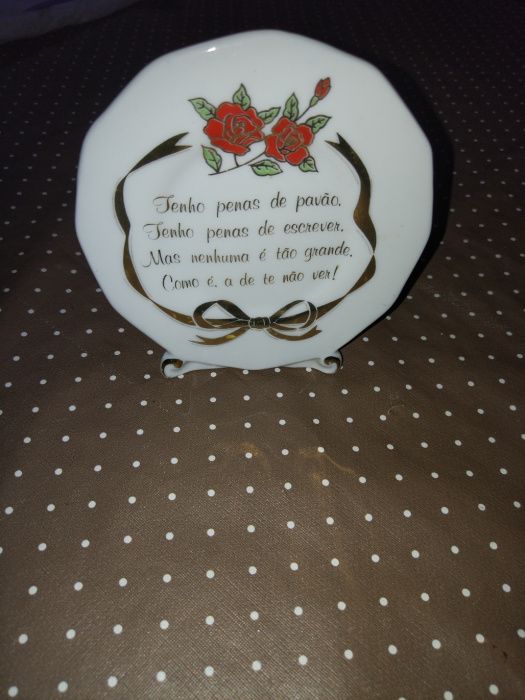 Tenho penas de pavão.
Tenho penas de escrever.
Mas nenhuma é tão grande.
Como é. a de te não ver!